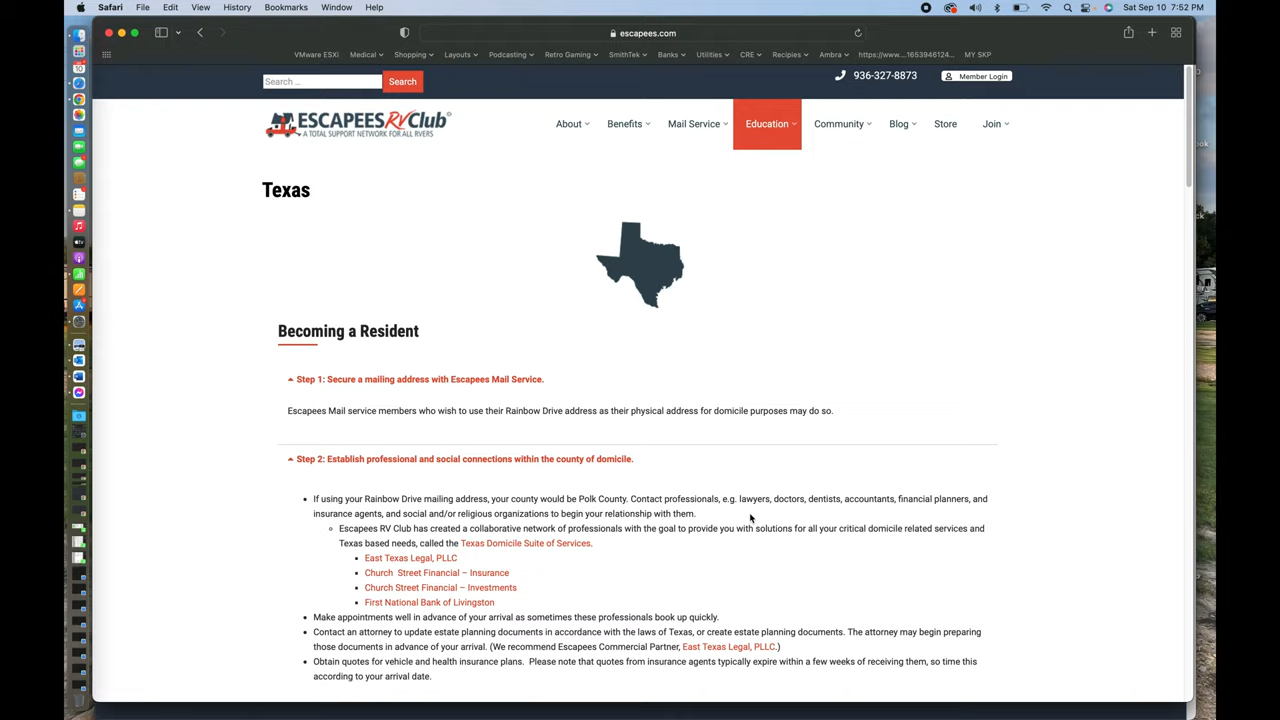 Safari File Edit View History Bookmarks Window Help Sat Sep 10 7:52 PM
escapees.com
VMware ESXi Medical Shopping Layouts Podcasting Retro Gaming SmithTek Banks Utilities CRE Recipies Ambra https://www....1653946124... MY SKP
Search ... Search 936-327-8873 Member Login
ESCAPEES RV Club
A TOTAL SUPPORT NETWORK FOR ALL RVERS
About Benefits Mail Service Education Community Blog Store Join
Texas
Becoming a Resident
Step 1: Secure a mailing address with Escapees Mail Service.
Escapees Mail service members who wish to use their Rainbow Drive address as their physical address for domicile purposes may do so.
Step 2: Establish professional and social connections within the county of domicile.
• If using your Rainbow Drive mailing address, your county would be Polk County. Contact professionals, e.g. lawyers, doctors, dentists, accountants, financial planners, and
insurance agents, and social and/or religious organizations to begin your relationship with them.
Escapees RV Club has created a collaborative network of professionals with the goal to provide you with solutions for all your critical domicile related services and
Texas based needs, called the Texas Domicile Suite of Services.
East Texas Legal, PLLC
Church Street Financial – Insurance
Church Street Financial – Investments
First National Bank of Livingston
• Make appointments well in advance of your arrival as sometimes these professionals book up quickly.
• Contact an attorney to update estate planning documents in accordance with the laws of Texas, or create estate planning documents. The attorney may begin preparing
those documents in advance of your arrival. (We recommend Escapees Commercial Partner, East Texas Legal, PLLC.)
• Obtain quotes for vehicle and health insurance plans. Please note that quotes from insurance agents typically expire within a few weeks of receiving them, so time this
according to your arrival date.